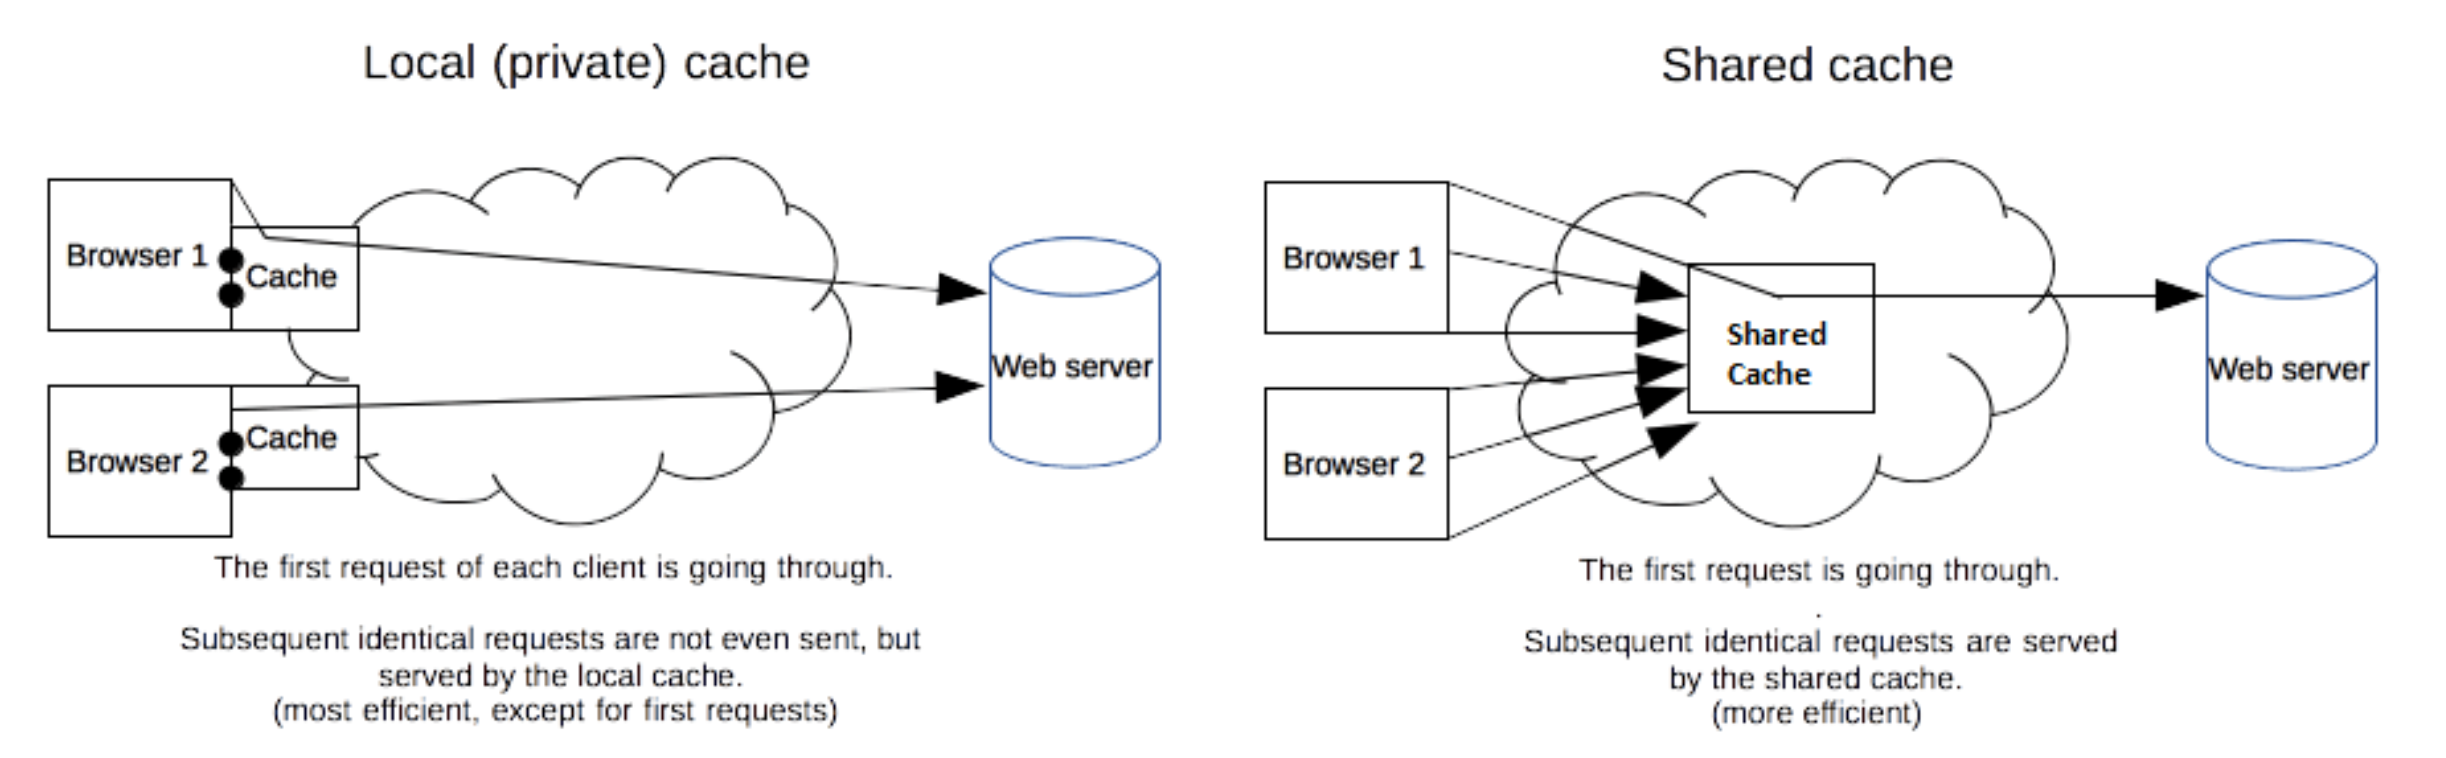 Local (private) cache
Browser 1
Cache
Browser 2
Cache
Web server
The first request of each client is going through.
Subsequent identical requests are not even sent, but
served by the local cache.
(most efficient, except for first requests)
Shared cache
Browser 1
Browser 2
Shared
Cache
Web server
The first request is going through.
.
Subsequent identical requests are served
by the shared cache.
(more efficient)